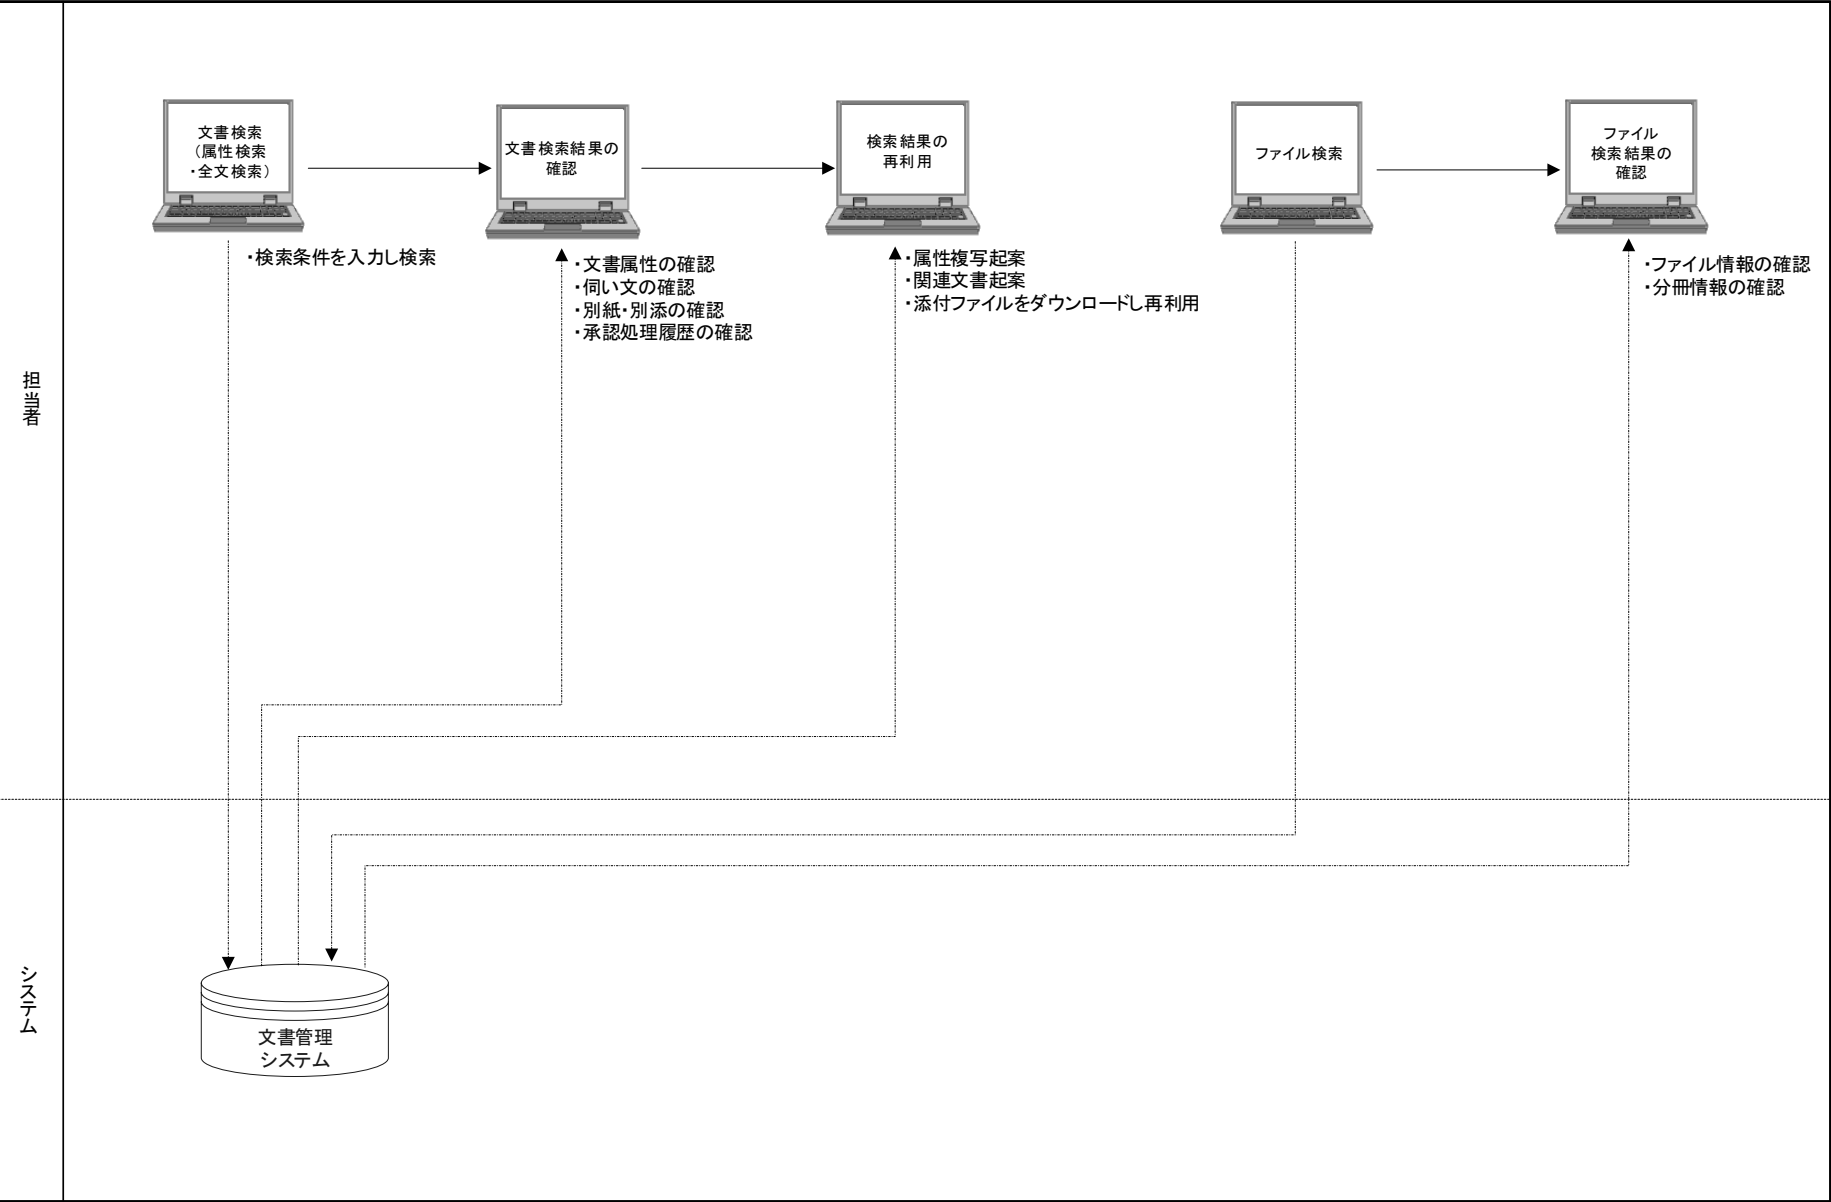 文書検索
（属性検索
・全文検索）
文書検索結果の
確認
検索結果の
再利用
ファイル検索
ファイル
検索結果の
確認
・検索条件を入力し検索
・文書属性の確認
・伺い文の確認
・別紙・別添の確認
・承認処理履歴の確認
・属性複写起案
・関連文書起案
・添付ファイルをダウンロードし再利用
・ファイル情報の確認
・分冊情報の確認
担当者
システム
文書管理
システム